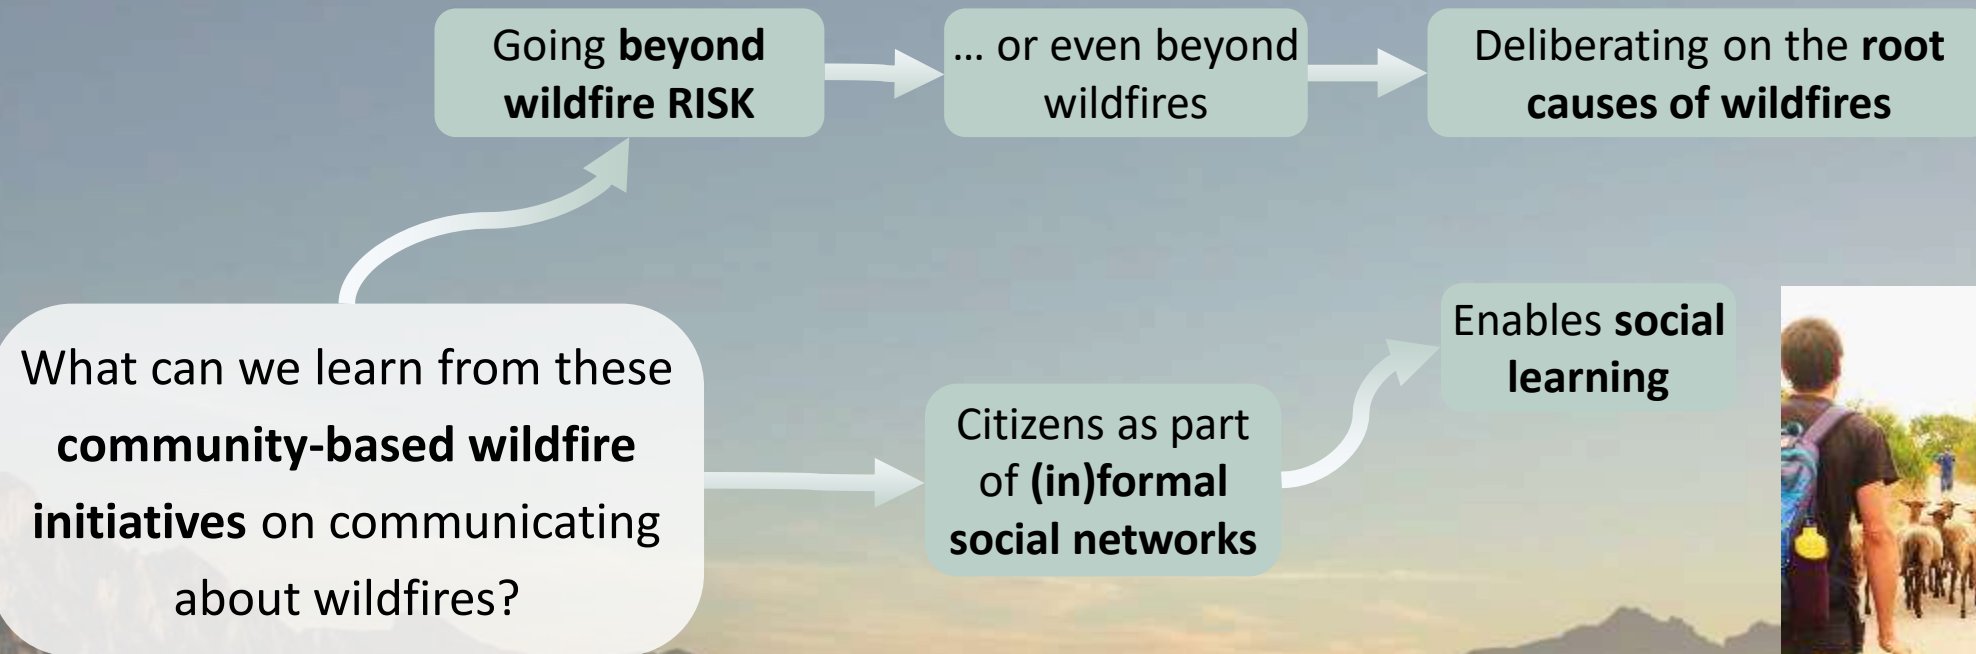 Going beyond
wildfire RISK
... or even beyond
wildfires
Deliberating on the root
causes of wildfires
What can we learn from these
community-based wildfire
initiatives on communicating
about wildfires?
Citizens as part
of (in)formal
social networks
Enables social
learning